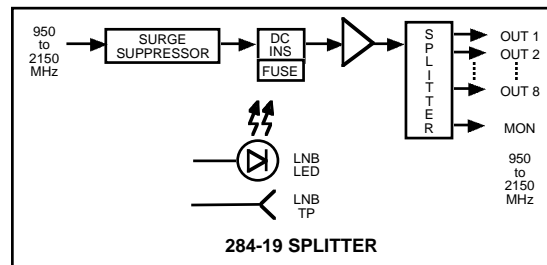 950
to
2150
MHz
SURGE
SUPPRESSOR
DC
INS
FUSE
SPLITTER
OUT 1
OUT 2
OUT 8
MON
950
to
2150
MHz
LNB
LED
LNB
TP
284-19 SPLITTER